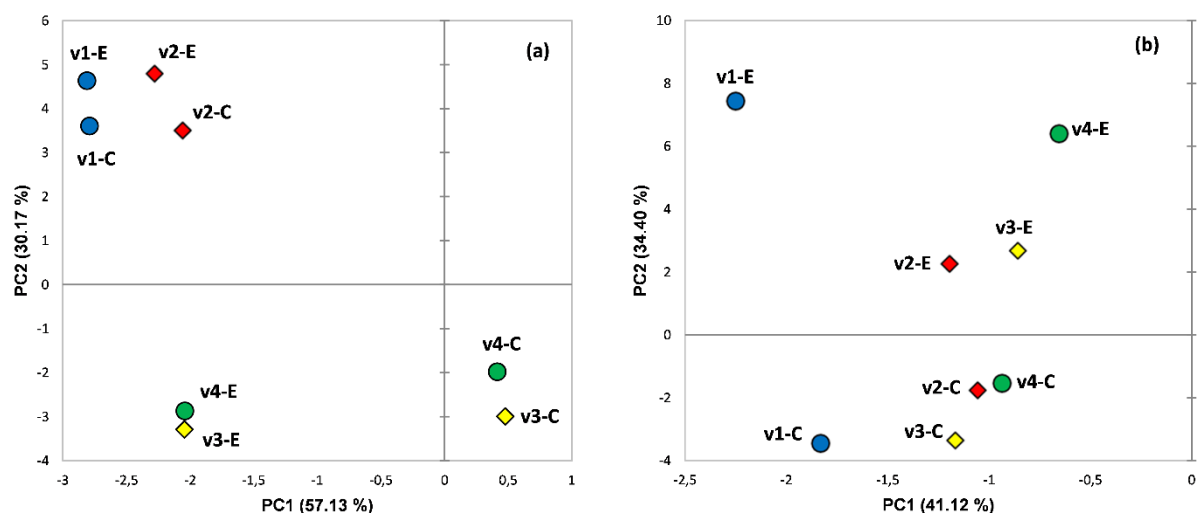 (a)
6
5
4
3
2
1
0
-1
-2
-3
-4
PC2 (30.17 %)
v1-E
v2-E
v2-C
v1-C
v4-C
v4-E
v3-C
v3-E
-3
-2,5
-2
-1,5
-1
-0,5
0
0,5
1
PC1 (57.13 %)
(b)
10
8
6
4
2
0
-2
-4
PC2 (34.40 %)
v1-E
v4-E
v3-E
v2-E
v2-C
v4-C
v1-C
v3-C
-2,5
-2
-1,5
-1
-0,5
0
PC1 (41.12 %)